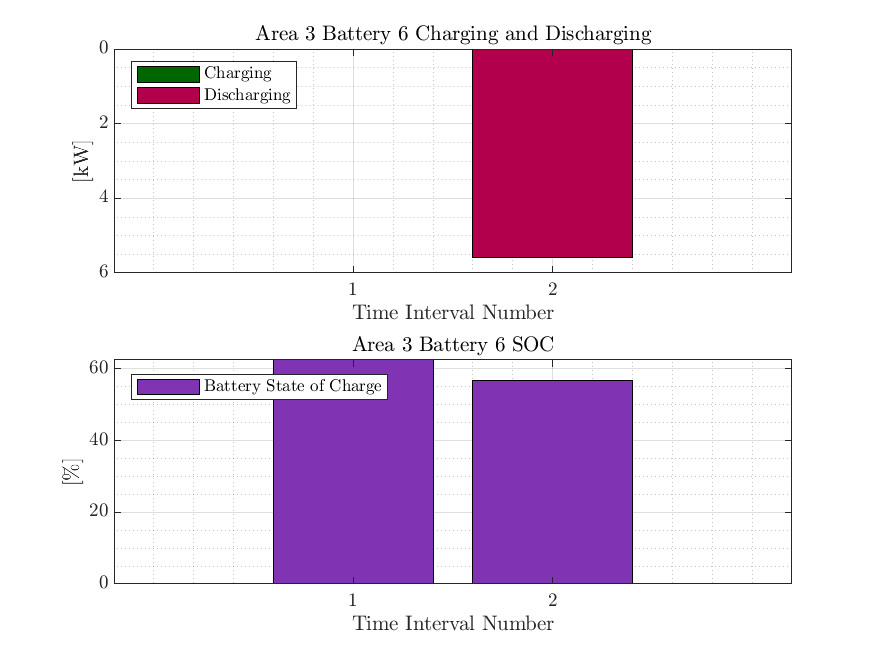 Area 3 Battery 6 Charging and Discharging
0
2
4
6
[kW]
Charging
Discharging
1
2
Time Interval Number
Area 3 Battery 6 SOC
60
40
20
0
[%]
Battery State of Charge
1
2
Time Interval Number